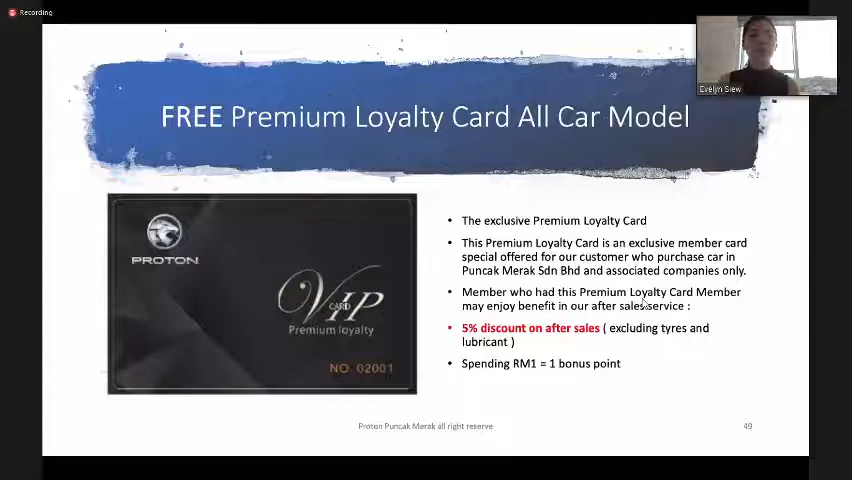 Recording
Evelyn Siew
FREE Premium Loyalty Card All Car Model
PROTON
VIP
CARD
Premium loyalty
NO 02001
• The exclusive Premium Loyalty Card
• This Premium Loyalty Card is an exclusive member card
special offered for our customer who purchase car in
Puncak Merak Sdn Bhd and associated companies only.
• Member who had this Premium Loyalty Card Member
may enjoy benefit in our after sales service :
• 5% discount on after sales ( excluding tyres and
lubricant )
• Spending RM1 = 1 bonus point
Proton Puncak Merak all right reserve
49